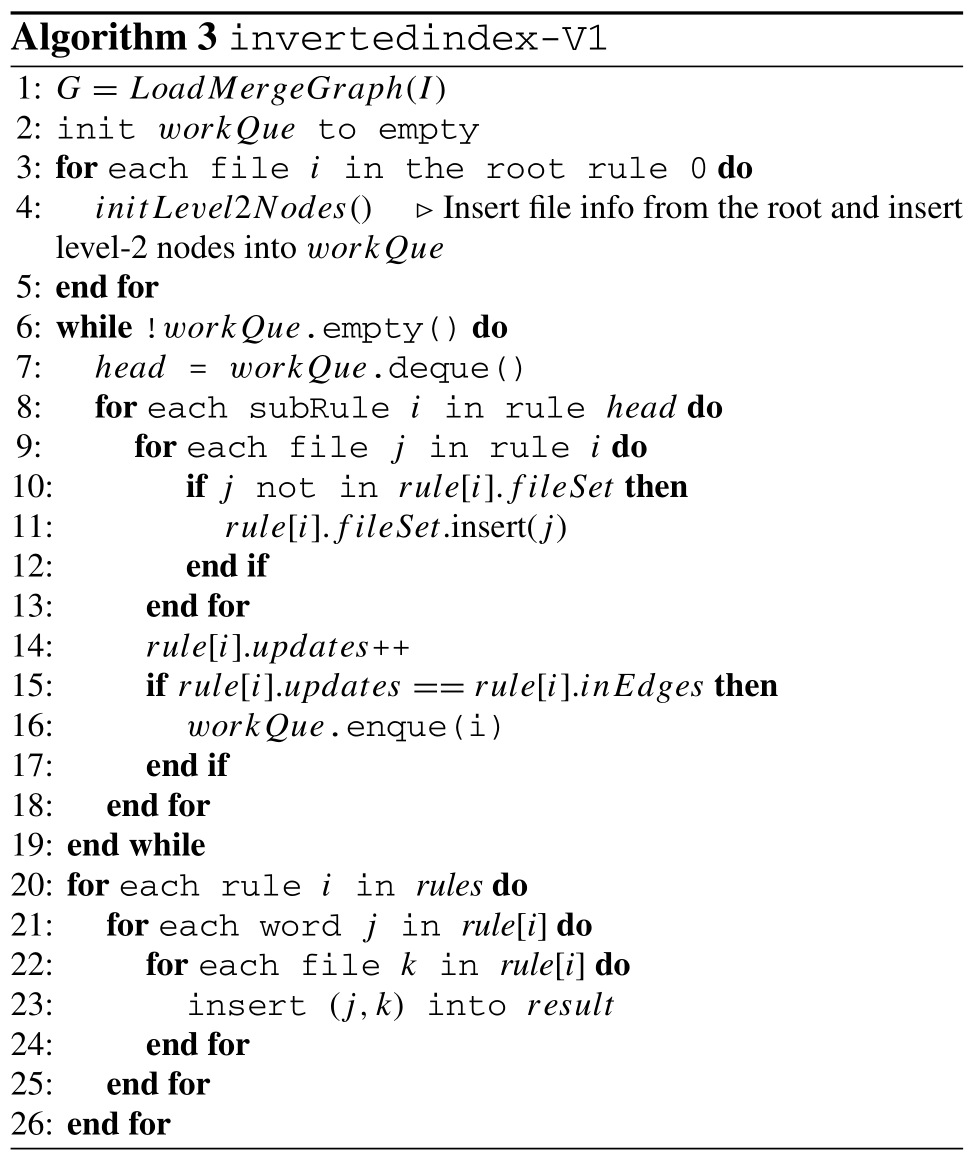 Algorithm 3 invertedindex-V1
1: G = LoadMergeGraph(I)
2: init workQue to empty
3: for each file i in the root rule 0 do
4: initLevel2Nodes() ▷ Insert file info from the root and insert
level-2 nodes into workQue
5: end for
6: while !workQue.empty() do
7: head = workQue.deque()
8: for each subRule i in rule head do
9: for each file j in rule i do
10: if j not in rule[i].fileSet then
11: rule[i].fileSet.insert(j)
12: end if
13: end for
14: rule[i].updates++
15: if rule[i].updates == rule[i].inEdges then
16: workQue.enque(i)
17: end if
18: end for
19: end while
20: for each rule i in rules do
21: for each word j in rule[i] do
22: for each file k in rule[i] do
23: insert (j,k) into result
24: end for
25: end for
26: end for